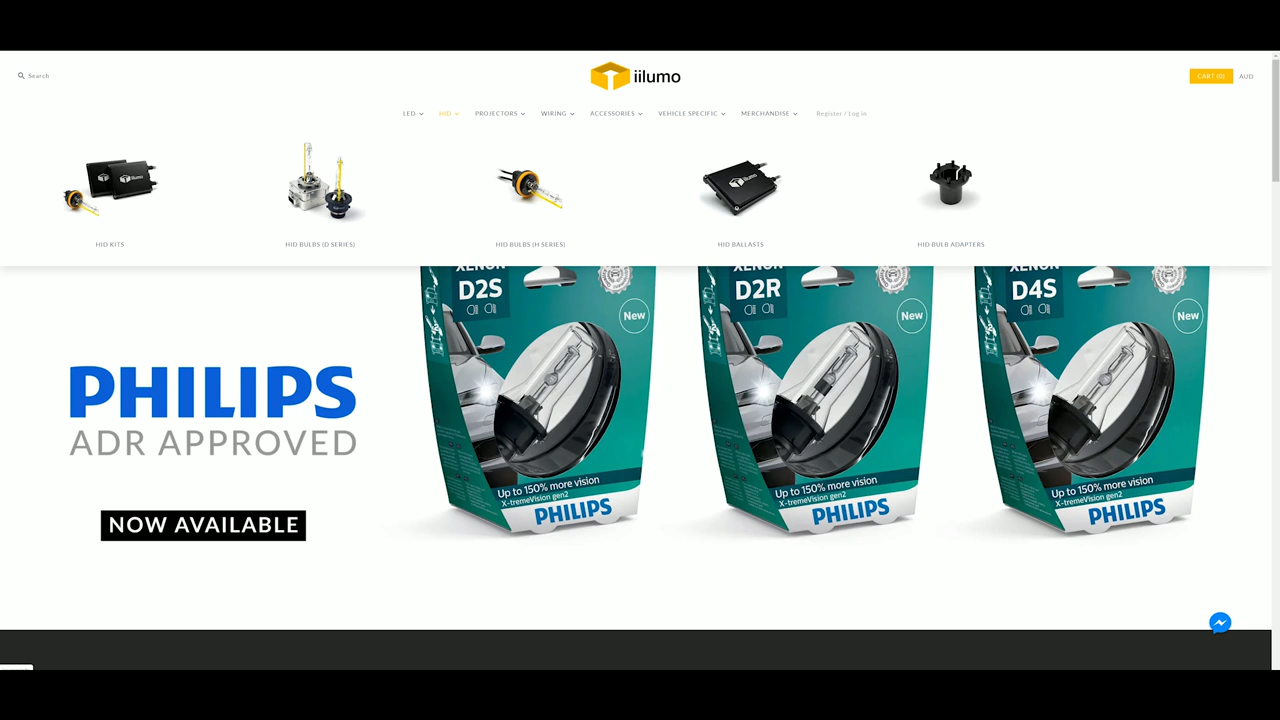 Search
iilumo
CART (0)
AUD
LED
HID
PROJECTORS
WIRING
ACCESSORIES
VEHICLE SPECIFIC
MERCHANDISE
Register / Log in
iilumo
HID KITS
HID BULBS (D SERIES)
HID BULBS (H SERIES)
HID BALLASTS
HID BULB ADAPTERS
XENON
D2S
New
Up to 150% more vision
X-tremeVision gen2
PHILIPS
XENON
D2R
New
Up to 150% more vision
X-tremeVision gen2
PHILIPS
XENON
D4S
New
Up to 150% more vision
X-tremeVision gen2
PHILIPS
PHILIPS
ADR APPROVED
NOW AVAILABLE